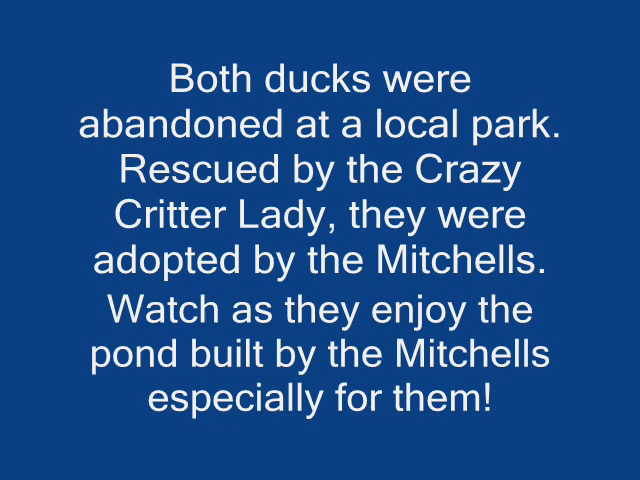 Both ducks were
abandoned at a local park.
Rescued by the Crazy
Critter Lady, they were
adopted by the Mitchells.
Watch as they enjoy the
pond built by the Mitchells
especially for them!